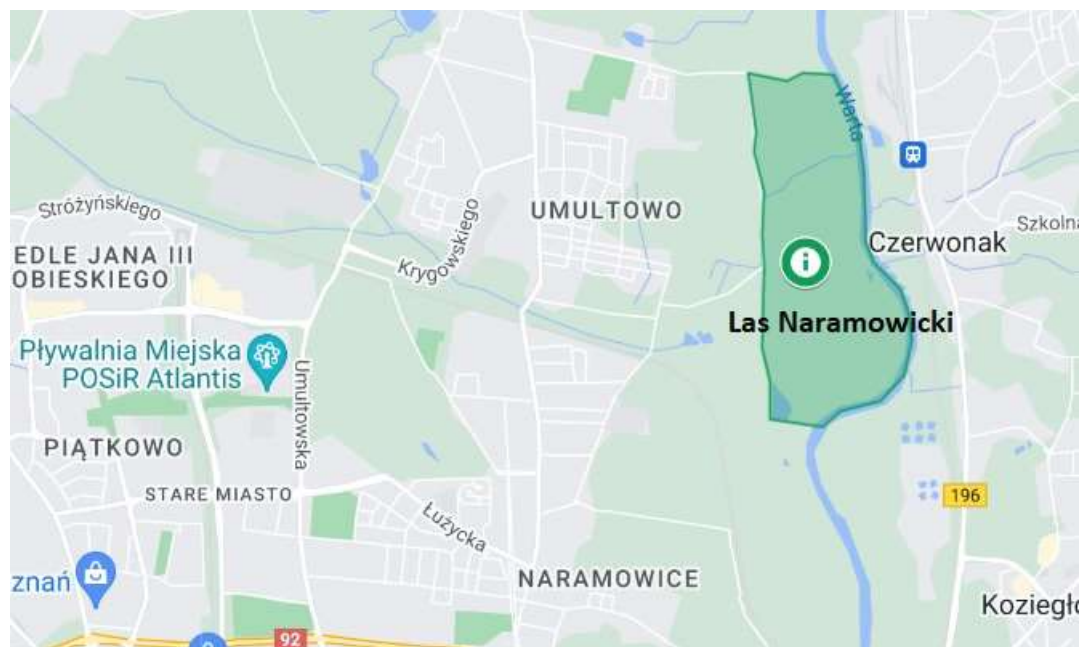 Warta
Stróżyńskiego
UMULTOWO
Szkolna
Krygowskiego
Czerwonak
EDLE JANA III
OBIESKIEGO
Las Naramowicki
Pływalnia Miejska
POSiR Atlantis
Umultowska
PIĄTKOWO
STARE MIASTO
196
Łużycka
znań
NARAMOWICE
Koziegło
92